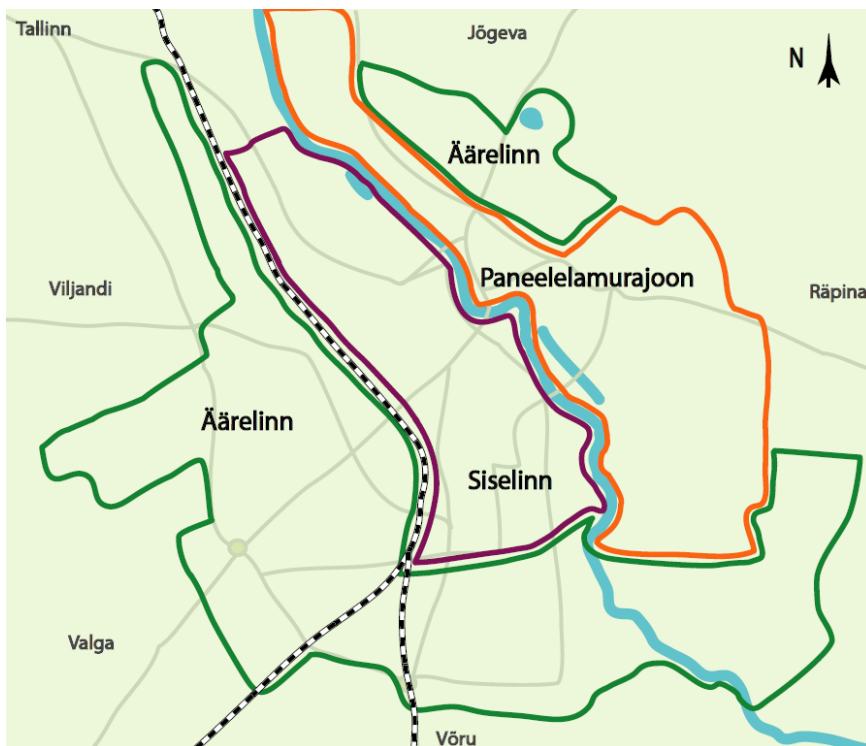 Tallinn
Jõgeva
N
Äärelinn
Paneelelamurajoon
Viljandi
Räpina
Äärelinn
Siselinn
Valga
Võru